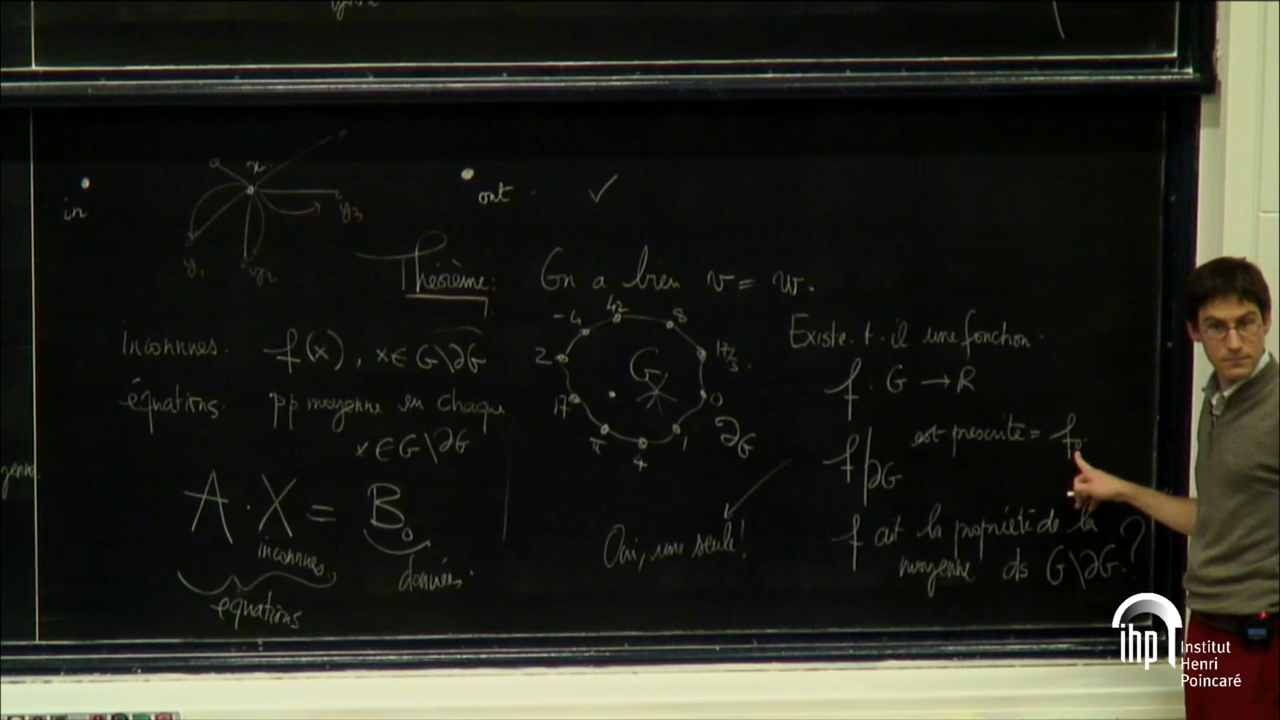 in
x
y₁
y₂
y₃
out. ✓
Théorème: On a bien v = w.
Inconnues. f(x), x ∈ G\∂G
équations. pp moyenne en chaque
x ∈ G\∂G
A · X = B₀
inconnues.
données.
équations
-4
42
8
2
G
17
0
π
4
1
∂G
Oui, une seule!
Existe-t-il une fonction
f. G → R
f|∂G est prescrite = f₀.
f ait la propriété de la
moyenne ds G\∂G.?
ihp
Institut
Henri
Poincaré